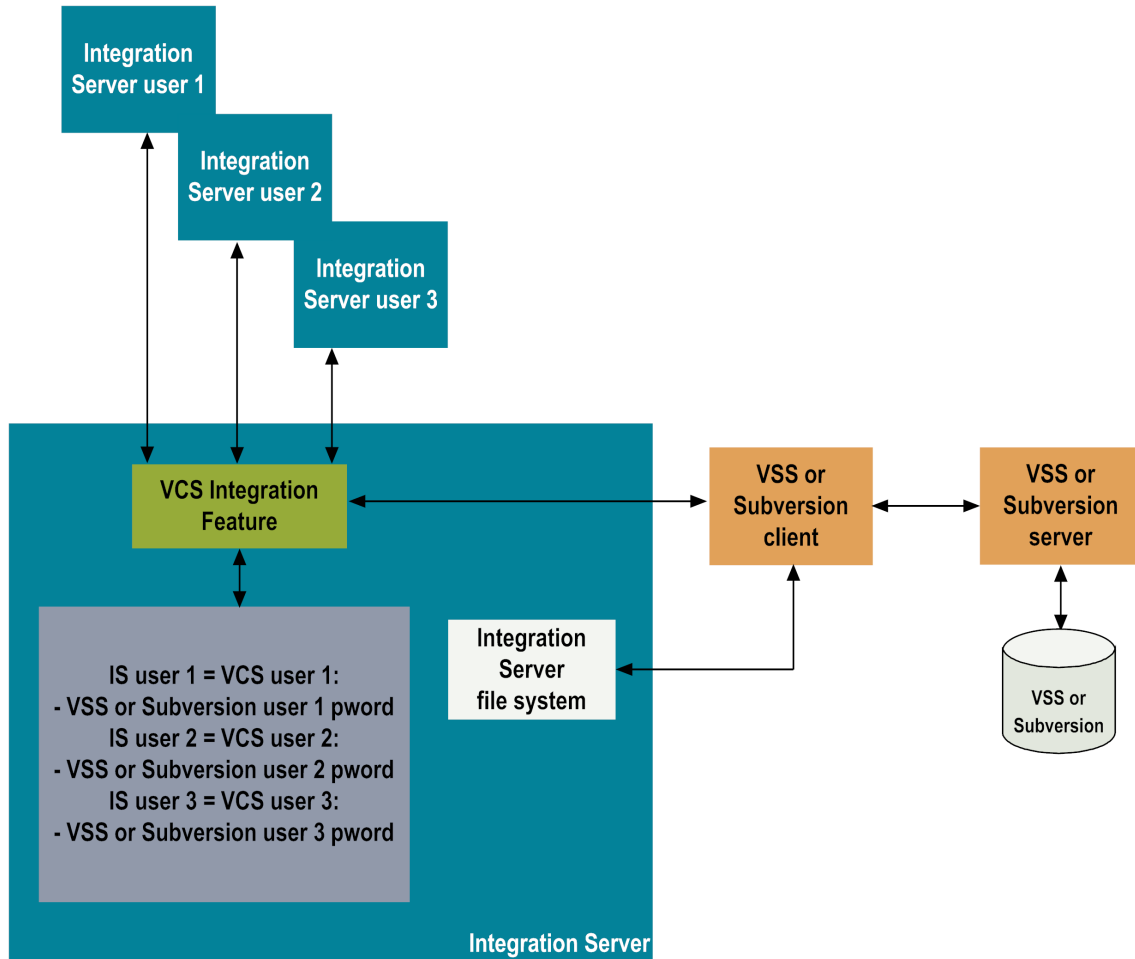 Integration
Server user 1
Integration
Server user 2
Integration
Server user 3
VCS Integration
Feature
VSS or
Subversion
client
VSS or
Subversion
server
IS user 1 = VCS user 1:
- VSS or Subversion user 1 pword
IS user 2 = VCS user 2:
- VSS or Subversion user 2 pword
IS user 3 = VCS user 3:
- VSS or Subversion user 3 pword
Integration
Server
file system
VSS or
Subversion
Integration Server